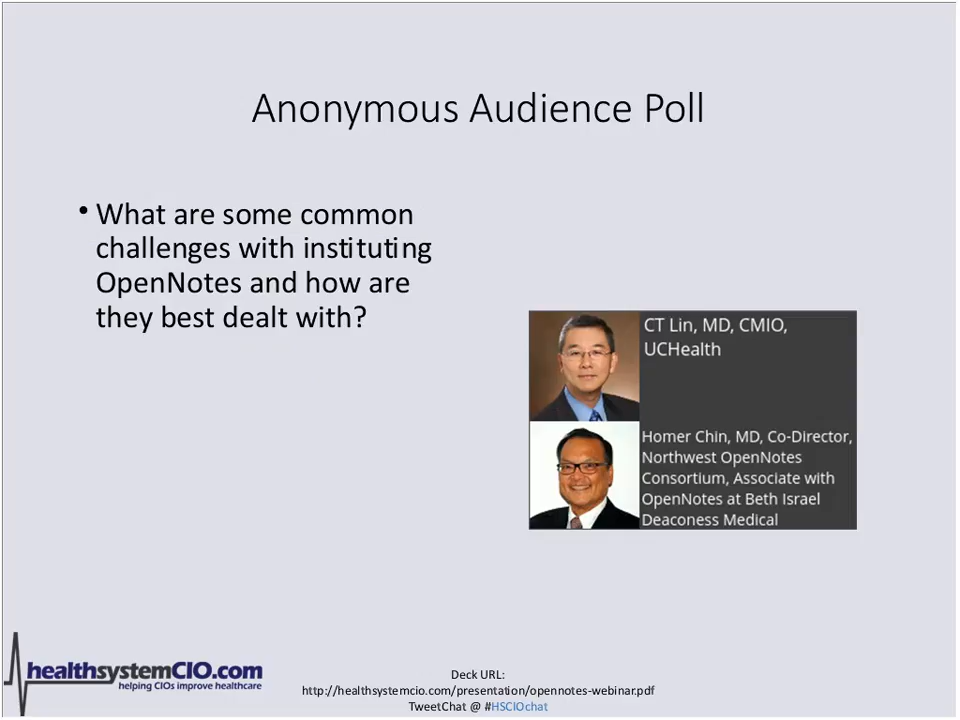 Anonymous Audience Poll
• What are some common
challenges with instituting
OpenNotes and how are
they best dealt with?
CT Lin, MD, CMIO,
UCHealth
Homer Chin, MD, Co-Director,
Northwest OpenNotes
Consortium, Associate with
OpenNotes at Beth Israel
Deaconess Medical
healthsystemCIO.com
helping CIOs improve healthcare
Deck URL:
http://healthsystemcio.com/presentation/opennotes-webinar.pdf
TweetChat @ #HSCIOchat